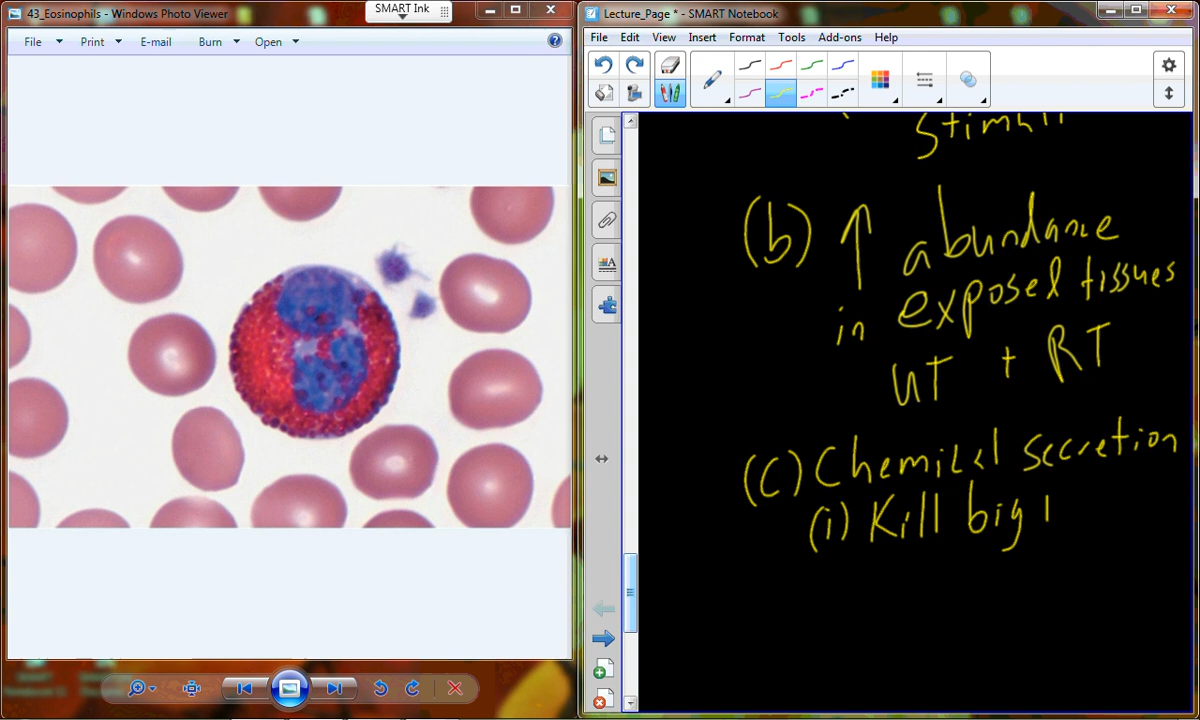 43_Eosinophils - Windows Photo Viewer
SMART Ink
File Print E-mail Burn Open
Lecture_Page * - SMART Notebook
File Edit View Insert Format Tools Add-ons Help
Stimuli
(b) ↑ abundance
in exposed tissues
UT + RT
(c) Chemical secretion
(i) Kill big